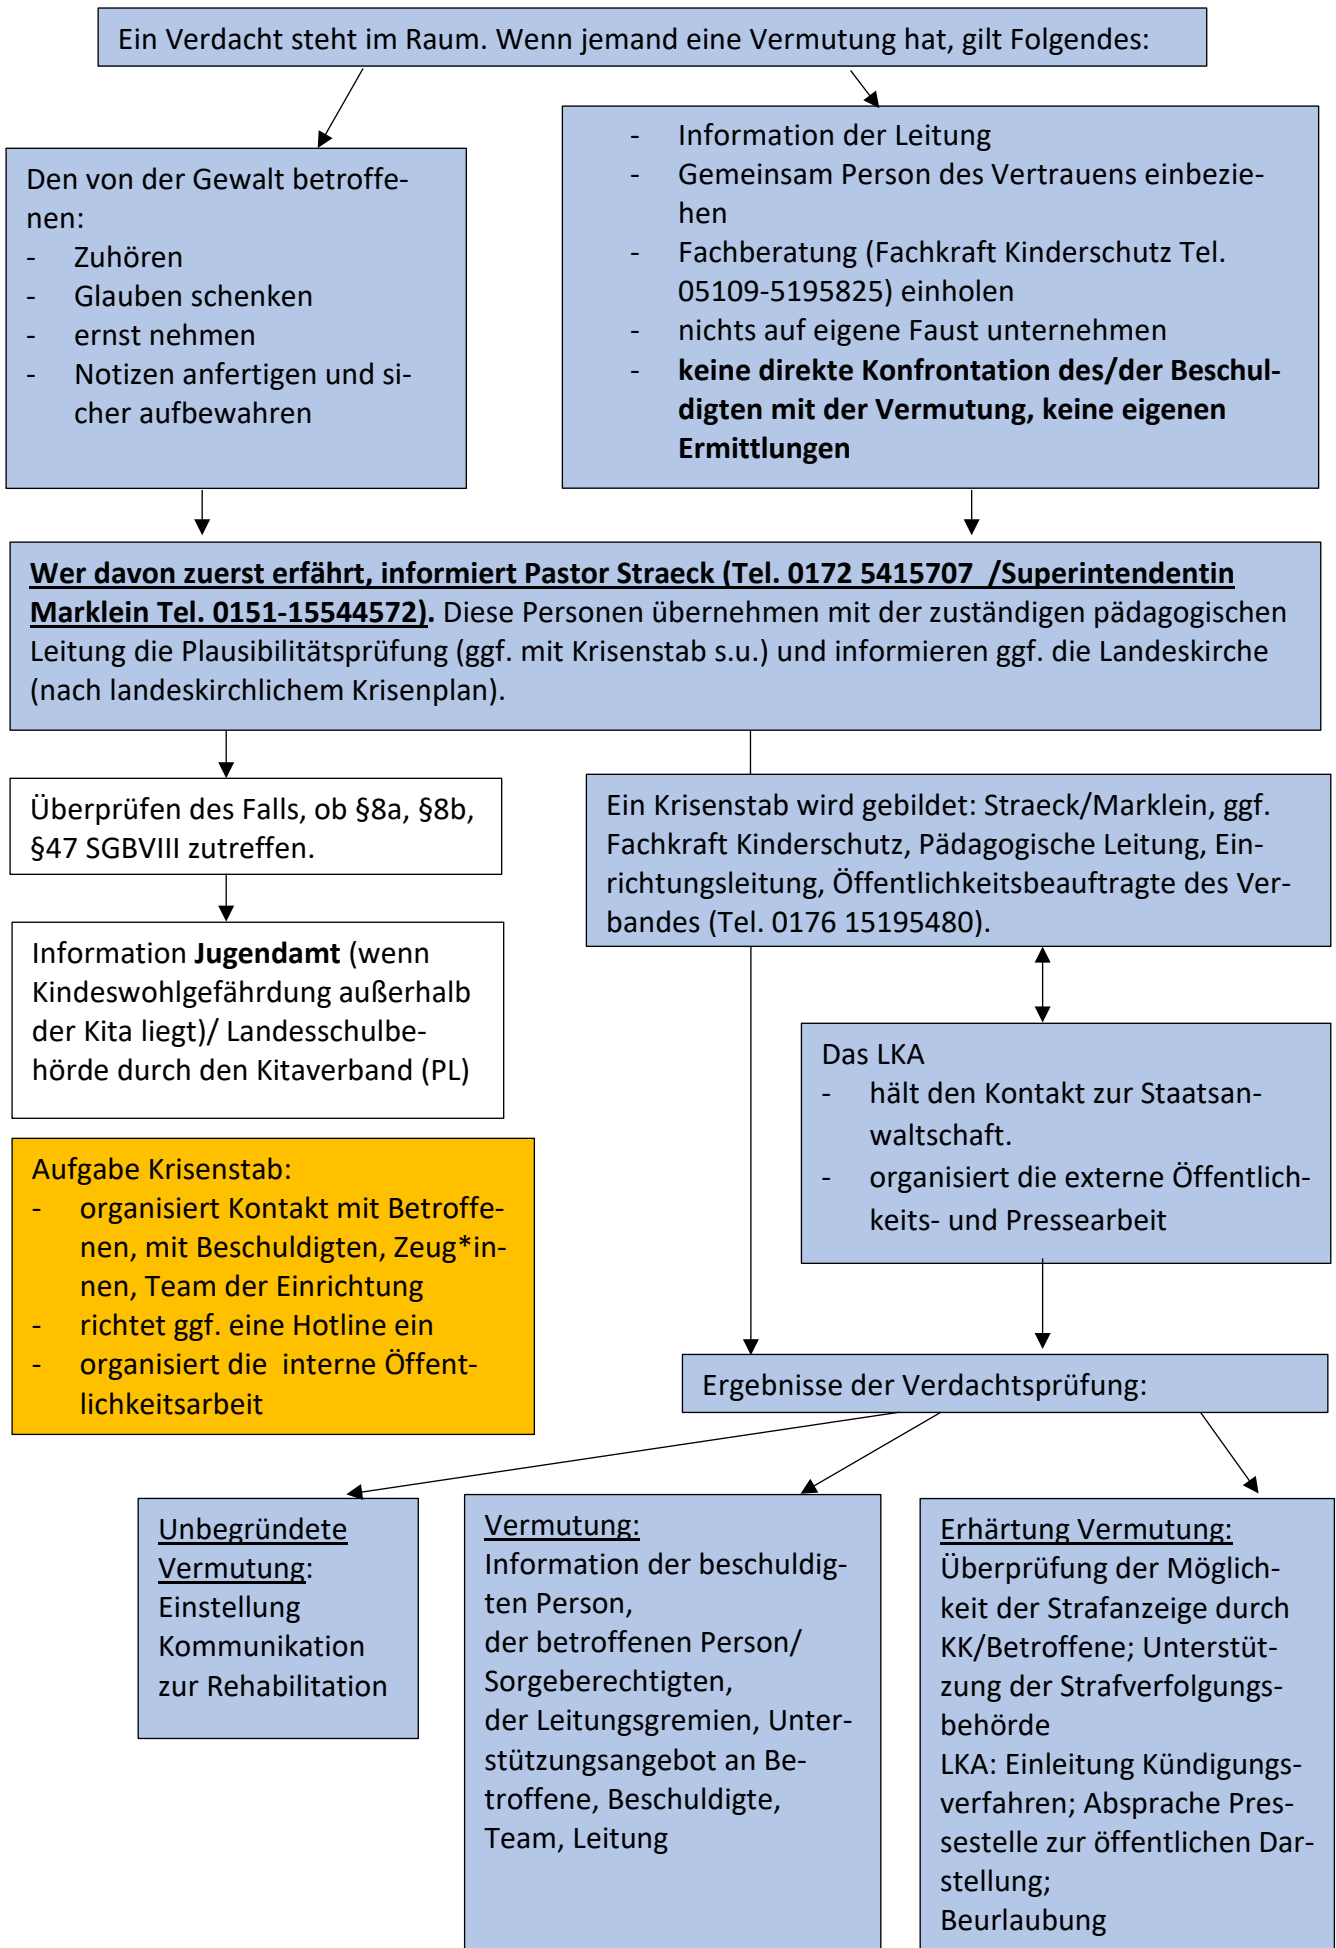 Ein Verdacht steht im Raum. Wenn jemand eine Vermutung hat, gilt Folgendes:
Den von der Gewalt betroffe-
nen:
- Zuhören
- Glauben schenken
- ernst nehmen
- Notizen anfertigen und si-
cher aufbewahren
- Information der Leitung
- Gemeinsam Person des Vertrauens einbezie-
hen
- Fachberatung (Fachkraft Kinderschutz Tel.
05109-5195825) einholen
- nichts auf eigene Faust unternehmen
- keine direkte Konfrontation des/der Beschul-
digten mit der Vermutung, keine eigenen
Ermittlungen
Wer davon zuerst erfährt, informiert Pastor Straeck (Tel. 0172 5415707 /Superintendentin
Marklein Tel. 0151-15544572). Diese Personen übernehmen mit der zuständigen pädagogischen
Leitung die Plausibilitätsprüfung (ggf. mit Krisenstab s.u.) und informieren ggf. die Landeskirche
(nach landeskirchlichem Krisenplan).
Überprüfen des Falls, ob §8a, §8b,
§47 SGBVIII zutreffen.
Information Jugendamt (wenn
Kindeswohlgefährdung außerhalb
der Kita liegt)/ Landesschulbe-
hörde durch den Kitaverband (PL)
Ein Krisenstab wird gebildet: Straeck/Marklein, ggf.
Fachkraft Kinderschutz, Pädagogische Leitung, Ein-
richtungsleitung, Öffentlichkeitsbeauftragte des Ver-
bandes (Tel. 0176 15195480).
Das LKA
- hält den Kontakt zur Staatsan-
waltschaft.
- organisiert die externe Öffentlich-
keits- und Pressearbeit
Aufgabe Krisenstab:
- organisiert Kontakt mit Betroffe-
nen, mit Beschuldigten, Zeug*in-
nen, Team der Einrichtung
- richtet ggf. eine Hotline ein
- organisiert die interne Öffent-
lichkeitsarbeit
Ergebnisse der Verdachtsprüfung:
Unbegründete
Vermutung:
Einstellung
Kommunikation
zur Rehabilitation
Vermutung:
Information der beschuldig-
ten Person,
der betroffenen Person/
Sorgeberechtigten,
der Leitungsgremien, Unter-
stützungsangebot an Be-
troffene, Beschuldigte,
Team, Leitung
Erhärtung Vermutung:
Überprüfung der Möglich-
keit der Strafanzeige durch
KK/Betroffene; Unterstüt-
zung der Strafverfolgungs-
behörde
LKA: Einleitung Kündigungs-
verfahren; Absprache Pres-
sestelle zur öffentlichen Dar-
stellung;
Beurlaubung